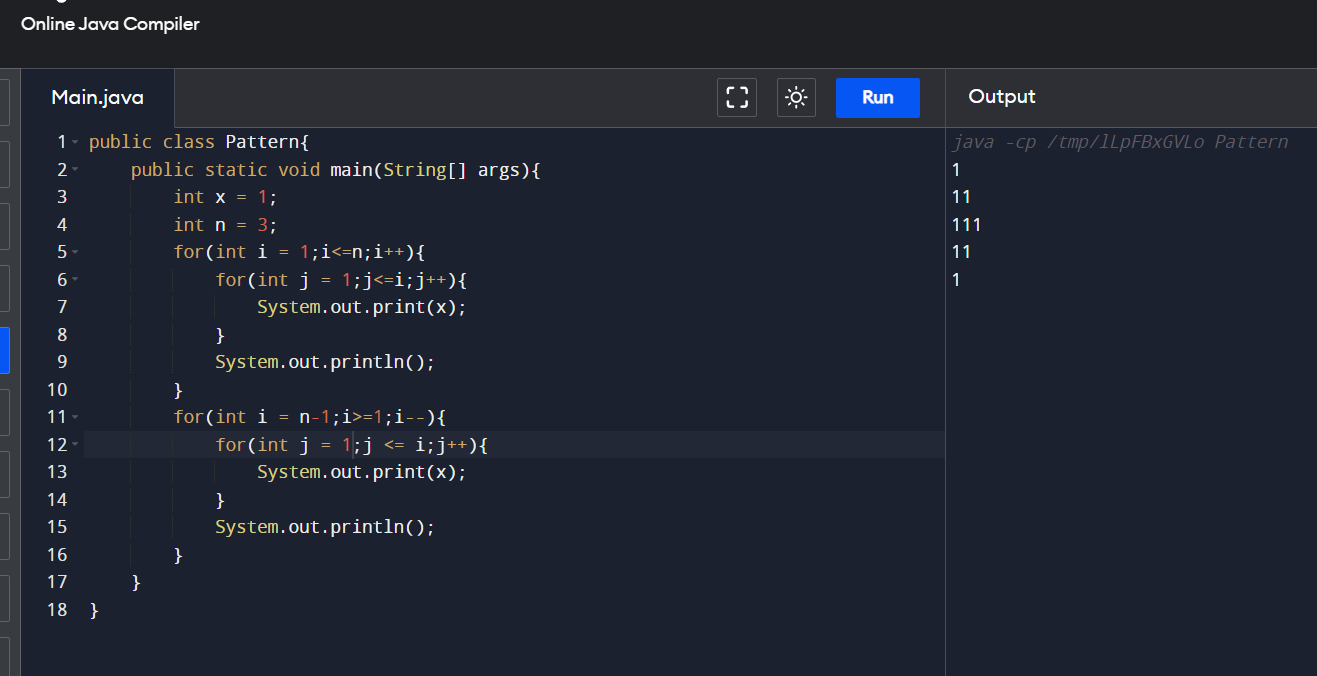 Online Java Compiler
Main.java
Run
Output
1 public class Pattern{
2     public static void main(String[] args){
3         int x = 1;
4         int n = 3;
5         for(int i = 1;i<=n;i++){
6             for(int j = 1;j<=i;j++){
7                 System.out.print(x);
8             }
9             System.out.println();
10         }
11         for(int i = n-1;i>=1;i--){
12             for(int j = 1;j <= i;j++){
13                 System.out.print(x);
14             }
15             System.out.println();
16         }
17     }
18 }
java -cp /tmp/lLpFBxGVLo Pattern
1
11
111
11
1